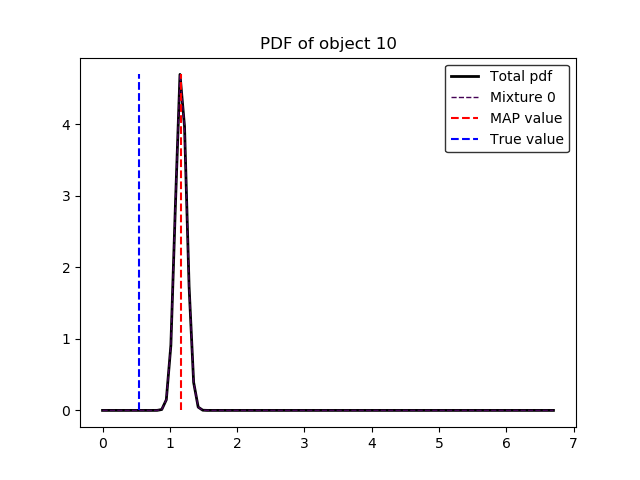 PDF of object 10
Total pdf
Mixture 0
MAP value
True value
4
3
2
1
0
0 1 2 3 4 5 6 7